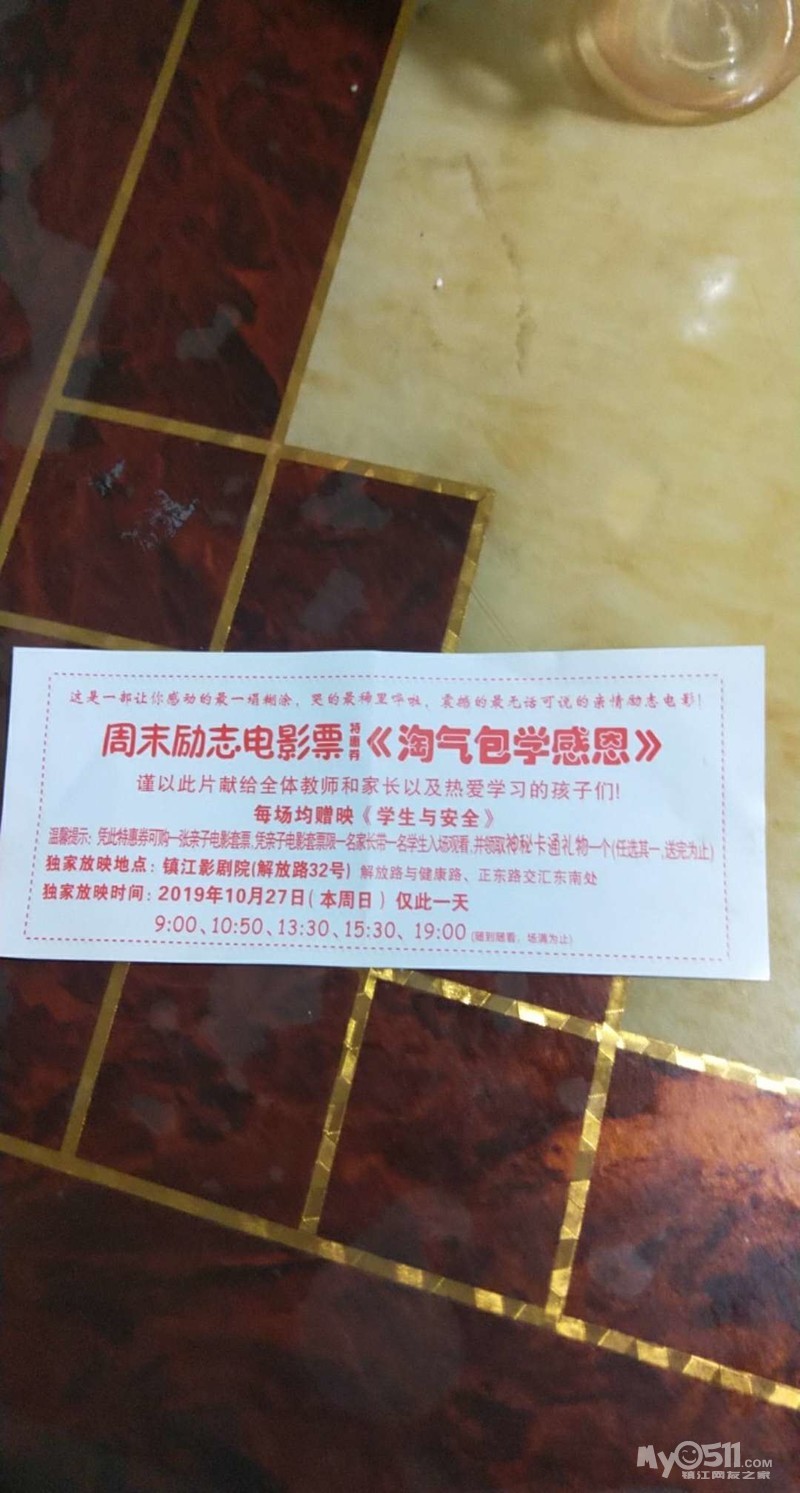 这是一部让你感动的最一塌糊涂、哭的最稀里哗啦、震撼的最无话可说的亲情励志电影!
周末励志电影票特惠券《淘气包学感恩》
谨以此片献给全体教师和家长以及热爱学习的孩子们!
每场均赠映《学生与安全》
温馨提示:凭此特惠券可购一张亲子电影套票,凭亲子电影套票限一名家长带一名学生入场观看,并领取神秘卡通礼物一个(任选其一,送完为止)
独家放映地点:镇江影剧院(解放路32号) 解放路与健康路、正东路交汇东南处
独家放映时间:2019年10月27日(本周日) 仅此一天
9:00、10:50、13:30、15:30、19:00 (随到随看,场满为止)
My0511.COM
镇江网友之家